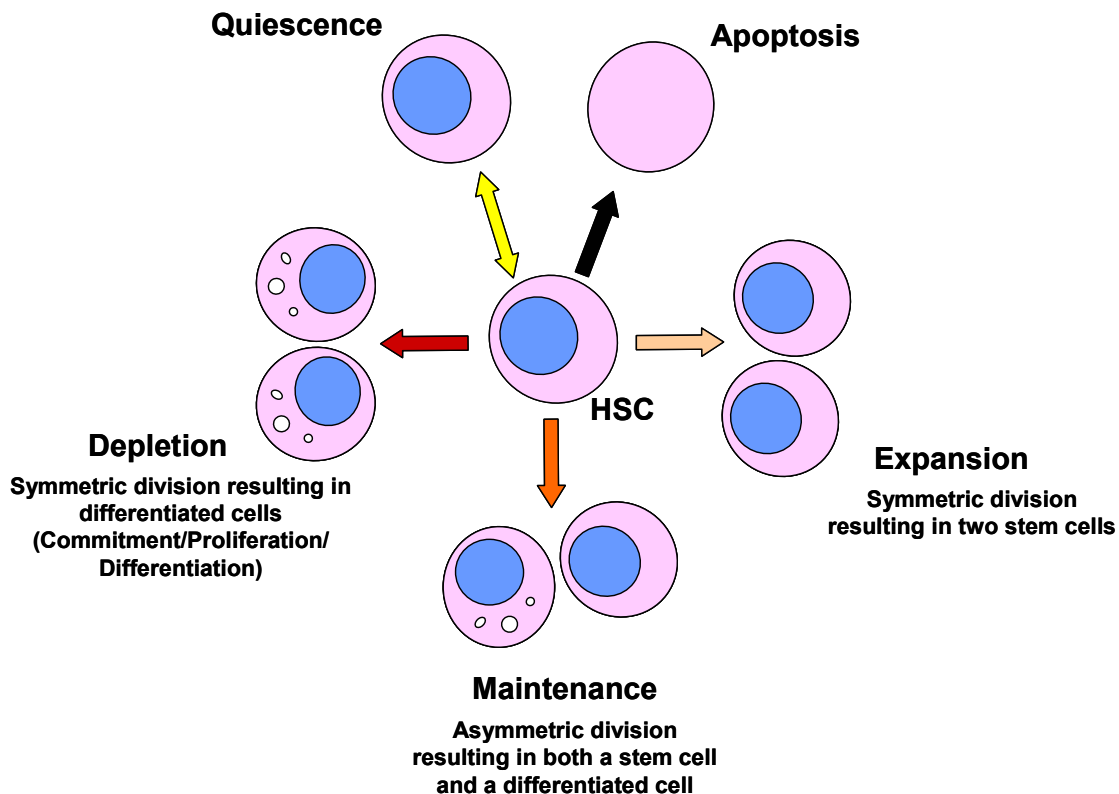 Quiescence
Apoptosis
HSC
Depletion
Symmetric division resulting in
differentiated cells
(Commitment/Proliferation/
Differentiation)
Expansion
Symmetric division
resulting in two stem cells
Maintenance
Asymmetric division
resulting in both a stem cell
and a differentiated cell